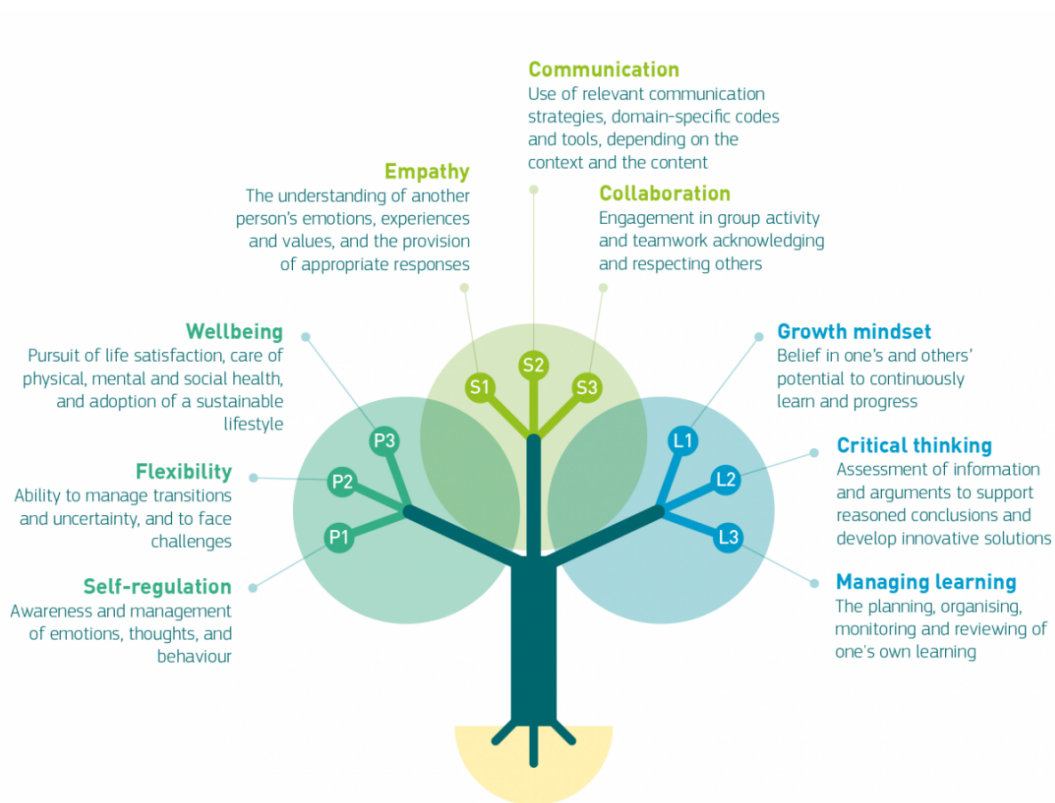 Communication
Use of relevant communication
strategies, domain-specific codes
and tools, depending on the
context and the content
Empathy
The understanding of another
person's emotions, experiences
and values, and the provision
of appropriate responses
Collaboration
Engagement in group activity
and teamwork acknowledging
and respecting others
Wellbeing
Pursuit of life satisfaction, care of
physical, mental and social health,
and adoption of a sustainable
lifestyle
Flexibility
Ability to manage transitions
and uncertainty, and to face
challenges
Self-regulation
Awareness and management
of emotions, thoughts, and
behaviour
P1
P2
P3
S1
S2
S3
L1
L2
L3
Growth mindset
Belief in one's and others'
potential to continuously
learn and progress
Critical thinking
Assessment of information
and arguments to support
reasoned conclusions and
develop innovative solutions
Managing learning
The planning, organising,
monitoring and reviewing of
one's own learning